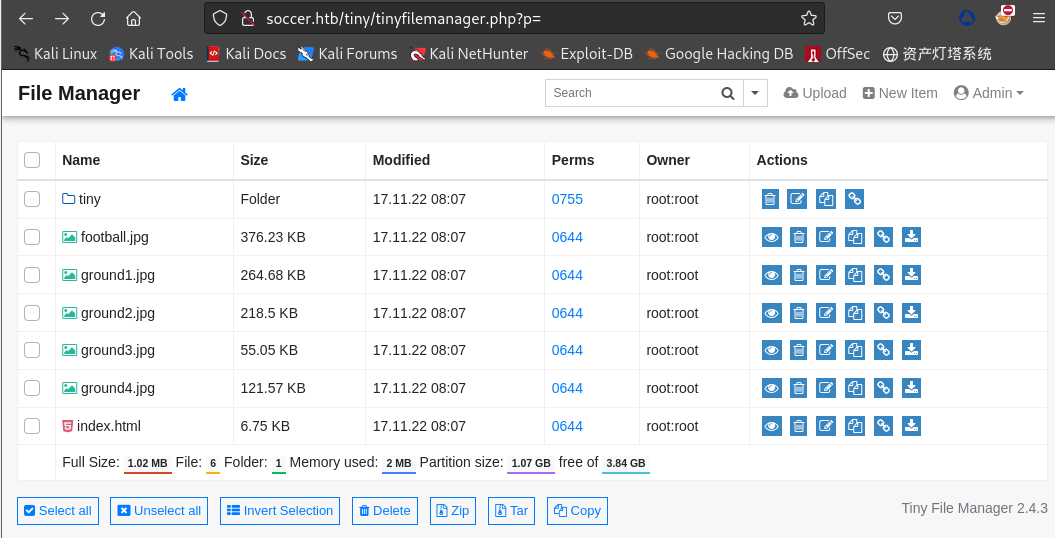 soccer.htb/tiny/tinyfilemanager.php?p=
Kali Linux Kali Tools Kali Docs Kali Forums Kali NetHunter Exploit-DB Google Hacking DB OffSec 资产灯塔系统
File Manager Search Upload New Item Admin
Name Size Modified Perms Owner Actions
tiny Folder 17.11.22 08:07 0755 root:root
football.jpg 376.23 KB 17.11.22 08:07 0644 root:root
ground1.jpg 264.68 KB 17.11.22 08:07 0644 root:root
ground2.jpg 218.5 KB 17.11.22 08:07 0644 root:root
ground3.jpg 55.05 KB 17.11.22 08:07 0644 root:root
ground4.jpg 121.57 KB 17.11.22 08:07 0644 root:root
index.html 6.75 KB 17.11.22 08:07 0644 root:root
Full Size: 1.02 MB File: 6 Folder: 1 Memory used: 2 MB Partition size: 1.07 GB free of 3.84 GB
Select all Unselect all Invert Selection Delete Zip Tar Copy Tiny File Manager 2.4.3